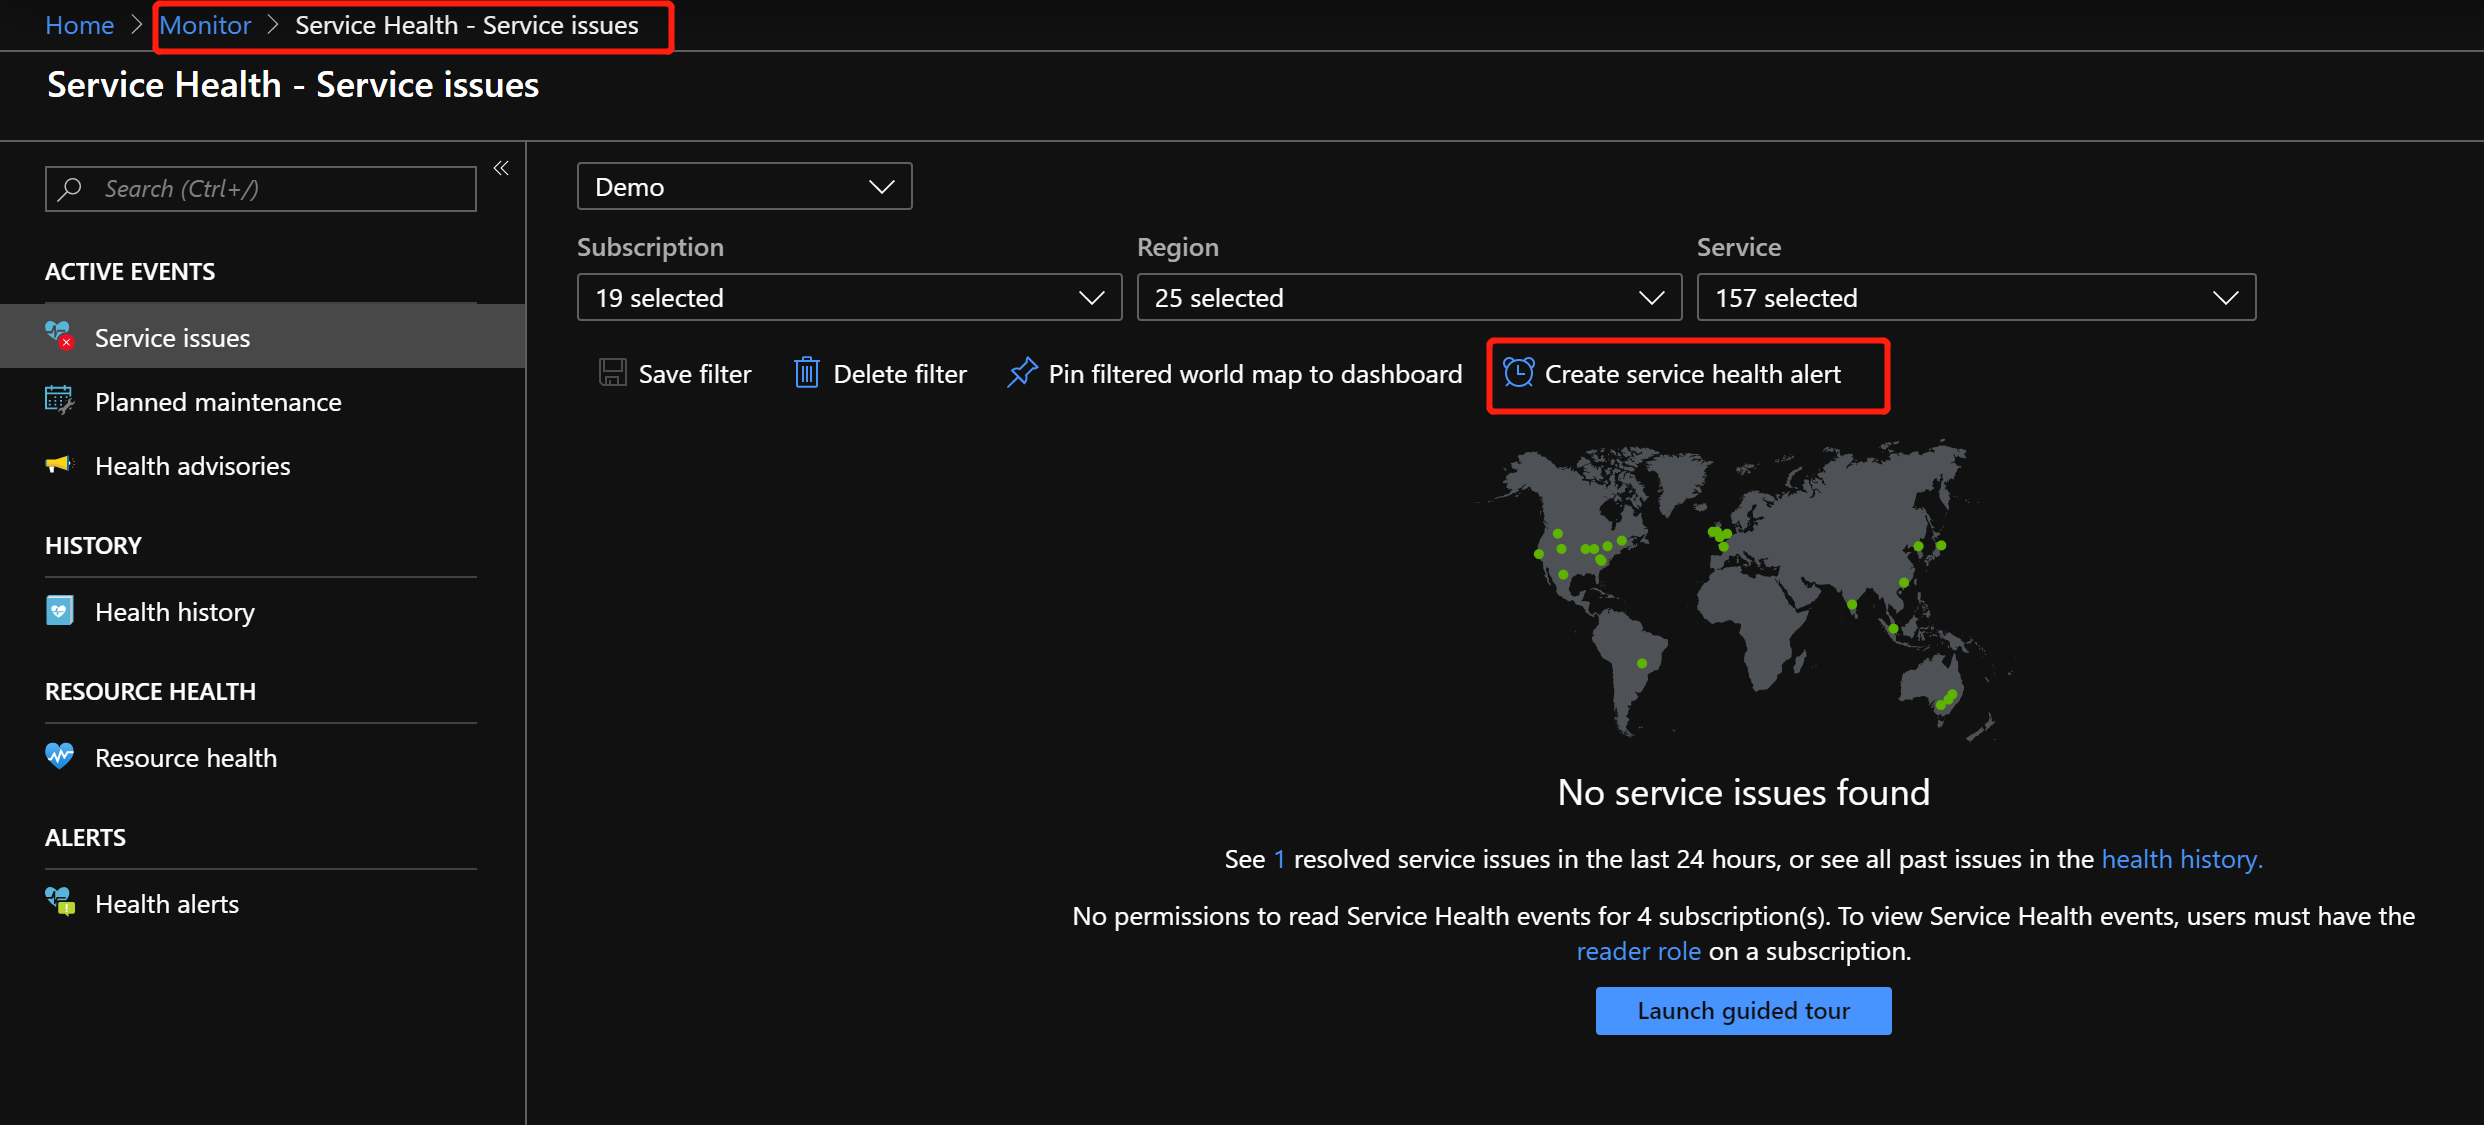 Home > Monitor > Service Health - Service issues
Service Health - Service issues
Search (Ctrl+/)
«
ACTIVE EVENTS
Service issues
Planned maintenance
Health advisories
HISTORY
Health history
RESOURCE HEALTH
Resource health
ALERTS
Health alerts
Demo
Subscription Region Service
19 selected 25 selected 157 selected
Save filter Delete filter Pin filtered world map to dashboard Create service health alert
No service issues found
See 1 resolved service issues in the last 24 hours, or see all past issues in the health history.
No permissions to read Service Health events for 4 subscription(s). To view Service Health events, users must have the
reader role on a subscription.
Launch guided tour